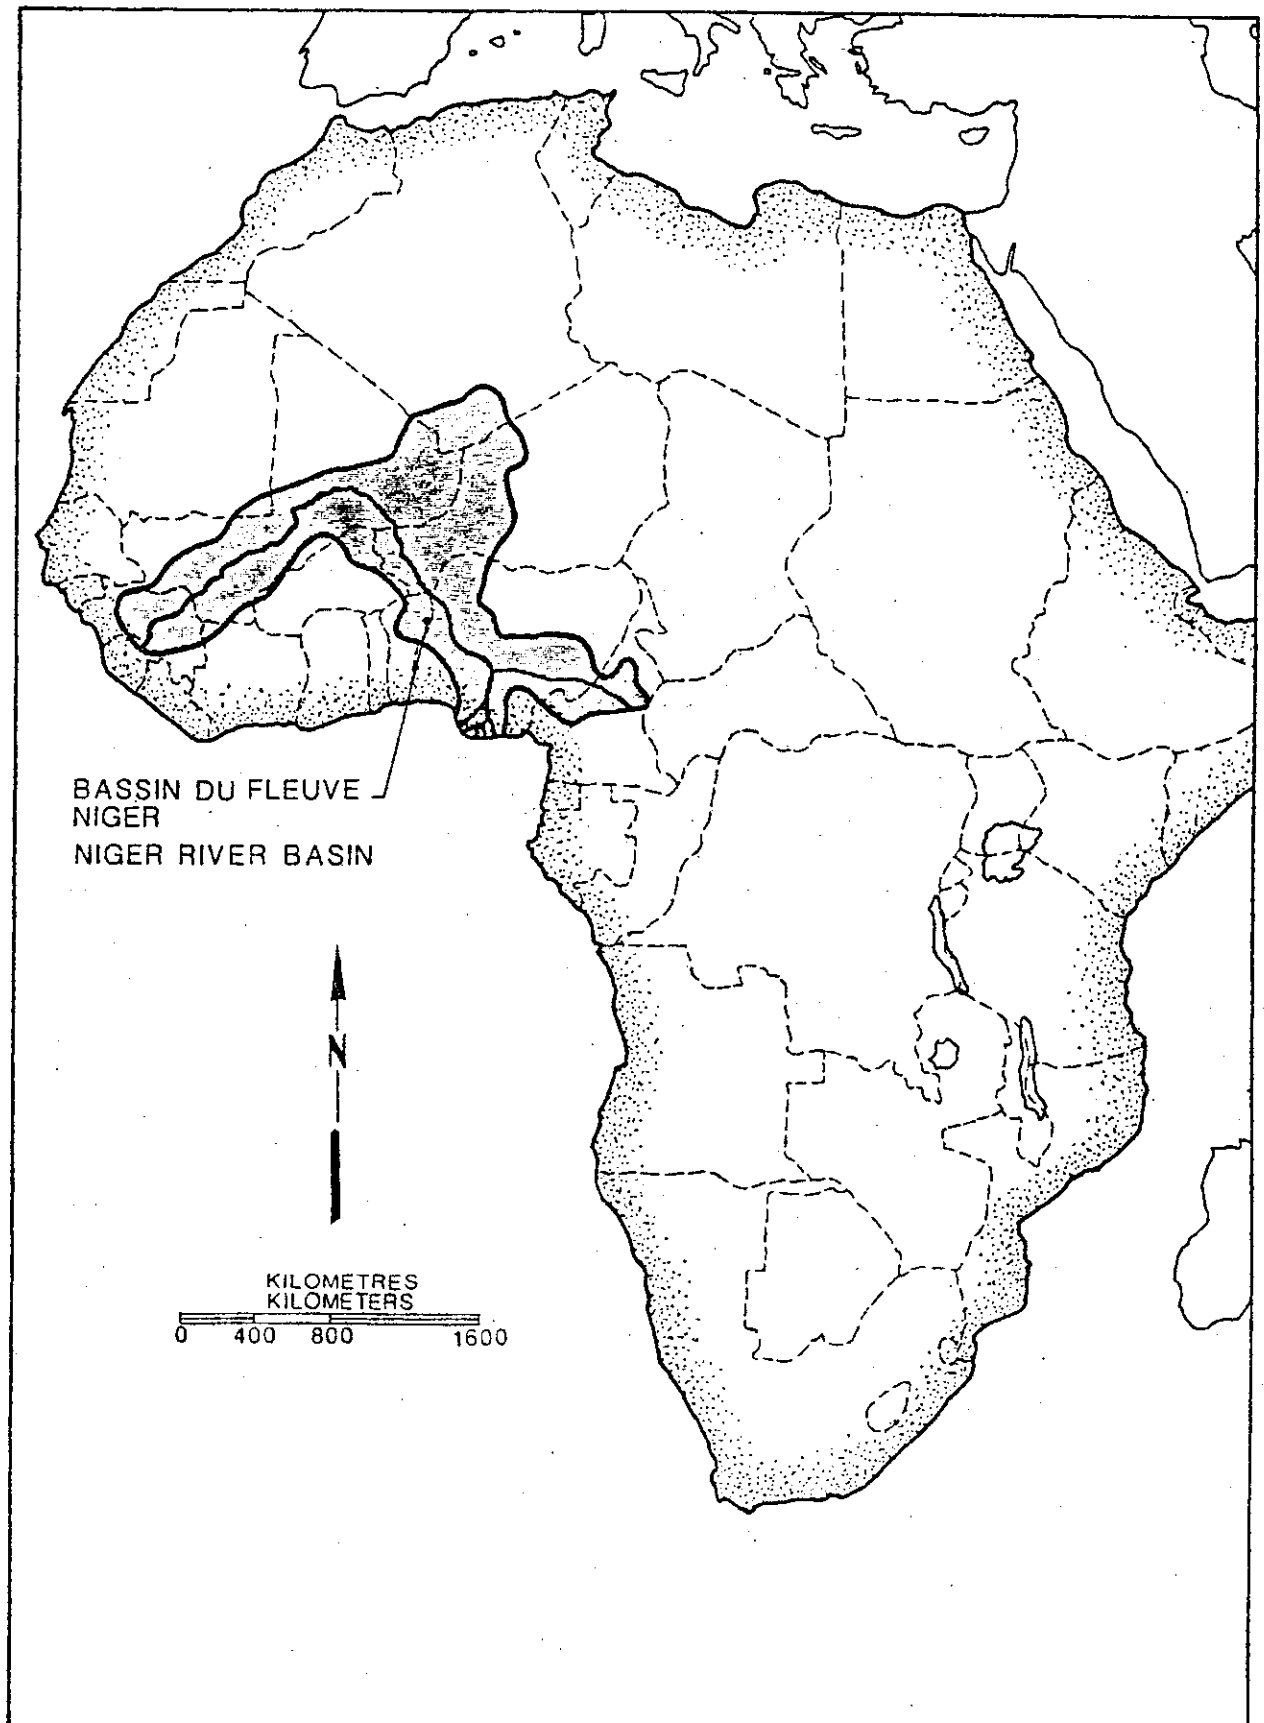 BASSIN DU FLEUVE
NIGER
NIGER RIVER BASIN
N
KILOMETRES
KILOMETERS
0 400 800 1600